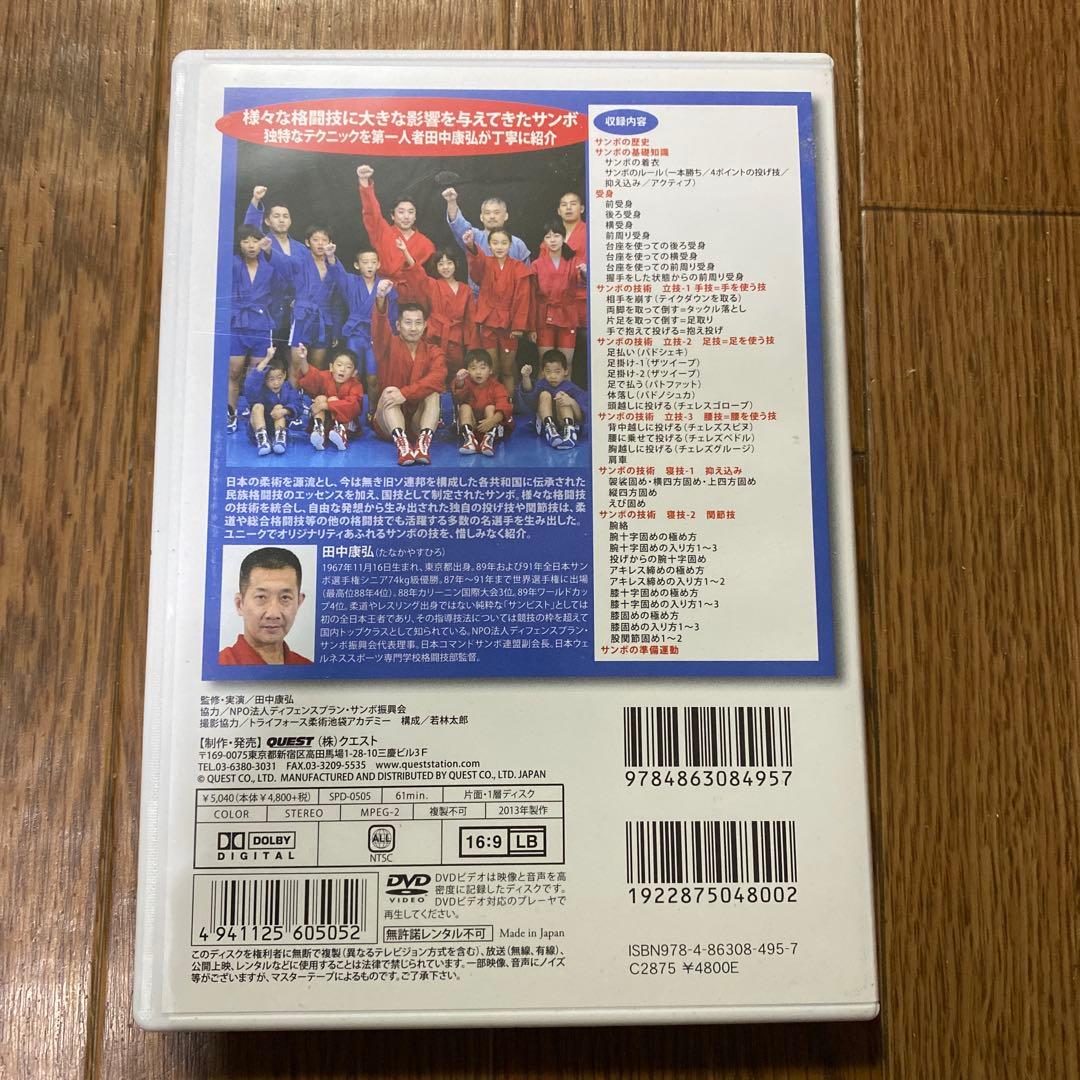 様々な格闘技に大きな影響を与えてきたサンボ
独特なテクニックを第一人者田中康弘が丁寧に紹介
日本の柔術を源流とし、今は無き旧ソ連邦を構成した各共和国に伝承された
民族格闘技のエッセンスを加え、国技として制定されたサンボ。様々な格闘技
の技術を統合し、自由な発想から生み出された独自の投げ技や関節技は、柔
道や総合格闘技等の他の格闘技でも活躍する多数の名選手を生み出した。
ユニークでオリジナリティあふれるサンボの技を、惜しみなく紹介。
田中康弘(たなかやすひろ)
1967年11月16日生まれ、東京都出身。89年および91年全日本サン
ボ選手権シニア74kg級優勝。87年〜91年まで世界選手権に出場
(最高位88年4位)。88年カリーニン国際大会3位。89年ワールドカッ
プ4位。柔道やレスリング出身ではない純粋な「サンビスト」としては
初の全日本王者であり、その指導技法については競技の枠を超えて
国内トップクラスとして知られている。NPO法人ディフェンスプラン・
サンボ振興会代表理事。日本コマンドサンボ連盟副会長。日本ウェ
ルネススポーツ専門学校格闘技部監督。
収録内容
サンボの歴史
サンボの基礎知識
サンボの着衣
サンボのルール(一本勝ち/4ポイントの投げ技/
抑え込み/アクティブ)
受身
前受身
後ろ受身
横受身
前周り受身
台座を使っての後ろ受身
台座を使っての横受身
台座を使っての前周り受身
握手をした状態からの前周り受身
サンボの技術 立技-1 手技=手を使う技
相手を崩す(テイクダウンを取る)
両脚を取って倒す=タックル落とし
片足を取って倒す=足取り
手で抱えて投げる=抱え投げ
サンボの技術 立技-2 足技=足を使う技
足払い(パドシェキ)
足掛け-1(ザツイープ)
足掛け-2(ザツイープ)
足で払う(パトファット)
体落し(パドノシュカ)
頭越しに投げる(チェレスゴローブ)
サンボの技術 立技-3 腰技=腰を使う技
背中越しに投げる(チェレズスピヌ)
腰に乗せて投げる(チェレズベドル)
胸越しに投げる(チェレズグルージ)
肩車
サンボの技術 寝技-1 抑え込み
袈裟固め・横四方固め・上四方固め
縦四方固め
えび固め
サンボの技術 寝技-2 関節技
腕絡
腕十字固めの極め方
腕十字固めの入り方1〜3
投げからの腕十字固め
アキレス締めの極め方
アキレス締めの入り方1〜2
膝十字固めの極め方
膝十字固めの入り方1〜3
膝固めの極め方
膝固めの入り方1〜3
股関節固め1〜2
サンボの準備運動
監修・実演/田中康弘
協力/NPO法人ディフェンスプラン・サンボ振興会
撮影協力/トライフォース柔術池袋アカデミー 構成/若林太郎
【制作・発売】QUEST(株)クエスト
〒169-0075東京都新宿区高田馬場1-28-10三慶ビル3F
TEL.03-6380-3031 FAX.03-3209-5535 www.queststation.com
© QUEST CO., LTD. MANUFACTURED AND DISTRIBUTED BY QUEST CO., LTD. JAPAN
¥5,040(本体¥4,800+税) SPD-0505 61min. 片面・1層ディスク
COLOR STEREO MPEG-2 複製不可 2013年製作
DOLBY DIGITAL ALL NTSC 16:9 LB
4941125605052
DVD VIDEO
DVDビデオは映像と音声を高
密度に記録したディスクです。
DVDビデオ対応のプレーヤで
再生してください。
無許諾レンタル不可 Made in Japan
このディスクを権利者に無断で複製(異なるテレビジョン方式を含む)、放送(無線、有線)、
公開上映、レンタルなどに使用することは法律で禁じられています。一部映像、音声にノイズ
等がございますが、マスターテープによるものです。ご了承下さい。
9784863084957
1922875048002
ISBN978-4-86308-495-7
C2875 ¥4800E